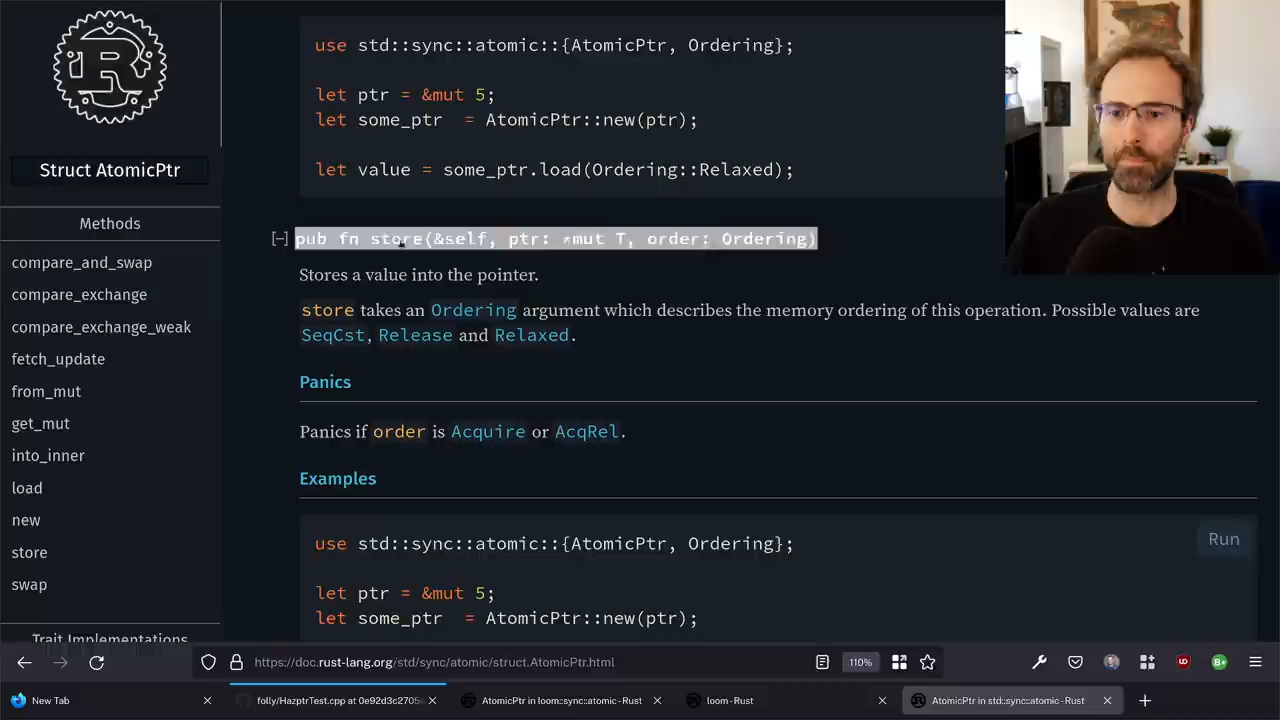 Struct AtomicPtr
Methods
compare_and_swap
compare_exchange
compare_exchange_weak
fetch_update
from_mut
get_mut
into_inner
load
new
store
swap
Trait Implementations
use std::sync::atomic::{AtomicPtr, Ordering};
let ptr = &mut 5;
let some_ptr  = AtomicPtr::new(ptr);
let value = some_ptr.load(Ordering::Relaxed);
[−] pub fn store(&self, ptr: *mut T, order: Ordering)
Stores a value into the pointer.
store takes an Ordering argument which describes the memory ordering of this operation. Possible values are
SeqCst, Release and Relaxed.
Panics
Panics if order is Acquire or AcqRel.
Examples
Run
use std::sync::atomic::{AtomicPtr, Ordering};
let ptr = &mut 5;
let some_ptr  = AtomicPtr::new(ptr);
https://doc.rust-lang.org/std/sync/atomic/struct.AtomicPtr.html
110%
New Tab
folly/HazptrTest.cpp at 0e92d3c2705
AtomicPtr in loom::sync::atomic - Rust
loom - Rust
AtomicPtr in std::sync::atomic - Rust